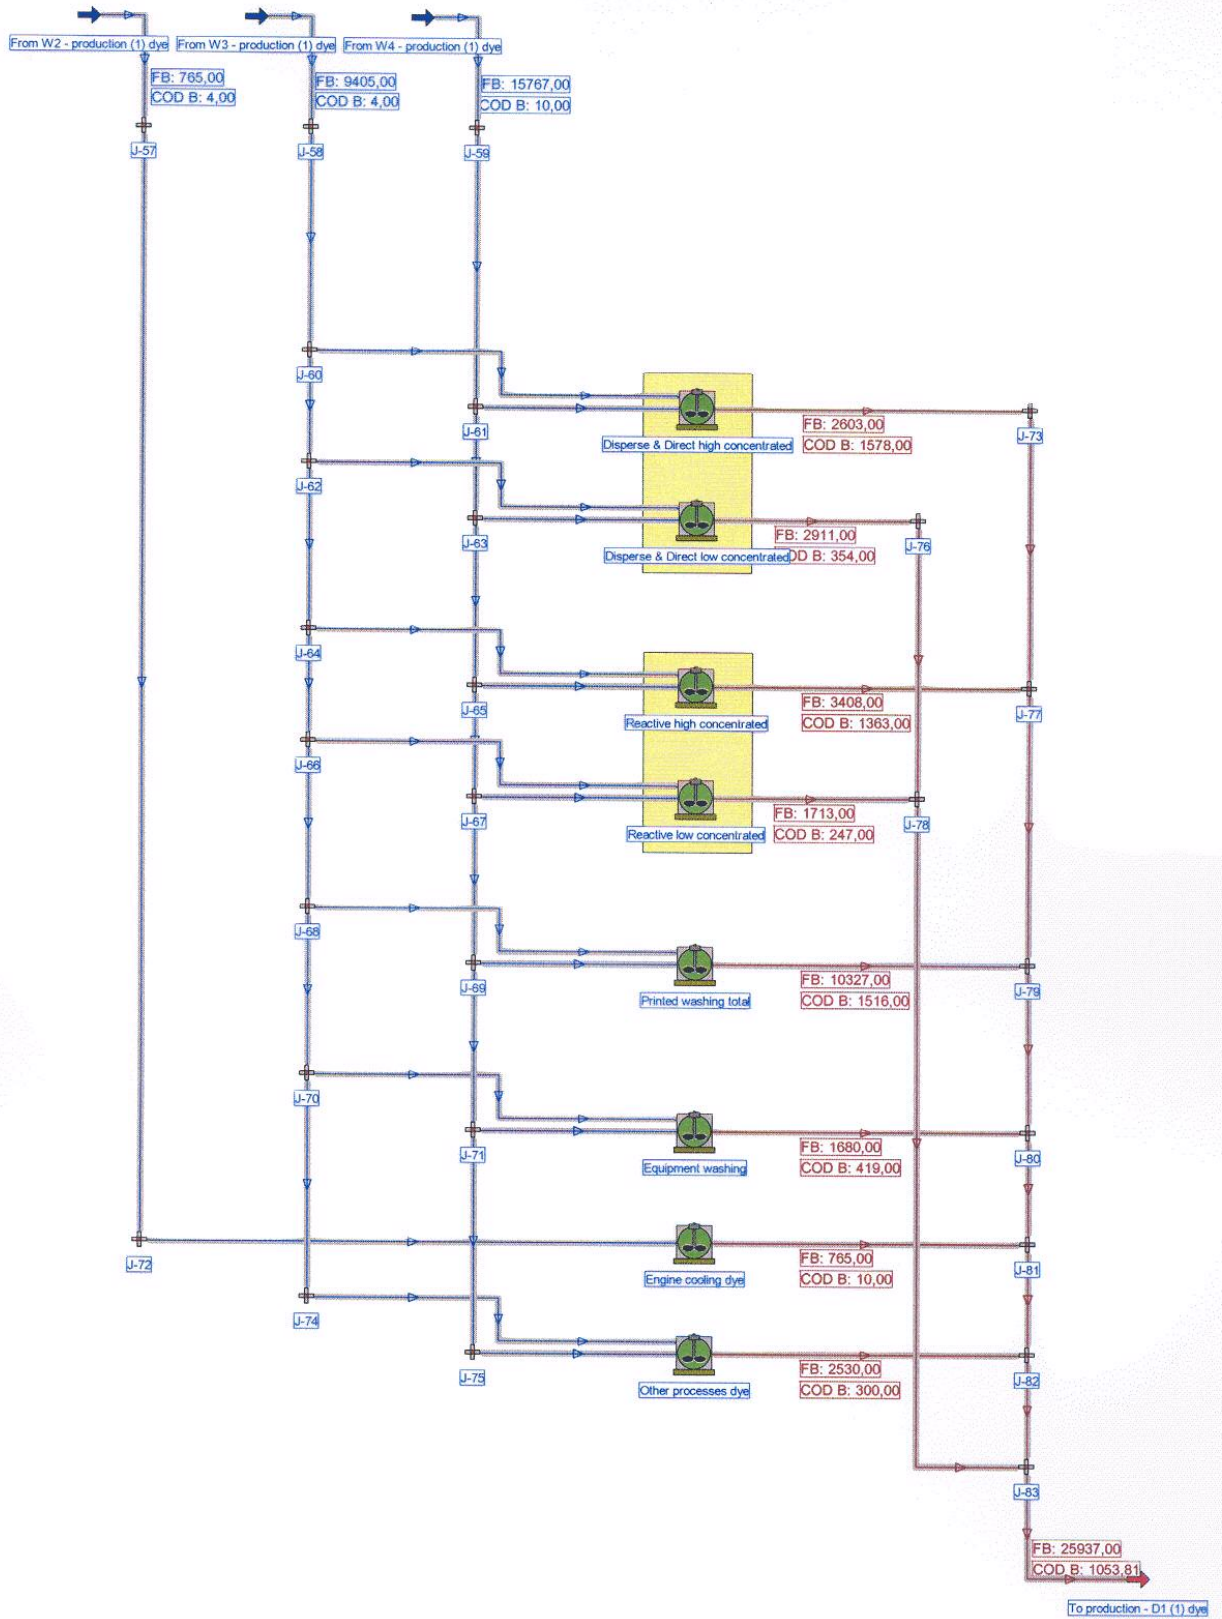 From W2 - production (1) dye
From W3 - production (1) dye
From W4 - production (1) dye
FB: 765,00
COD B: 4,00
FB: 9405,00
COD B: 4,00
FB: 15767,00
COD B: 10,00
J-57
J-58
J-59
J-60
J-61
Disperse & Direct high concentrated
FB: 2603,00
COD B: 1578,00
J-73
J-62
J-63
Disperse & Direct low concentrated
FB: 2911,00
OD B: 354,00
J-76
J-64
J-65
Reactive high concentrated
FB: 3408,00
COD B: 1363,00
J-77
J-66
J-67
Reactive low concentrated
FB: 1713,00
COD B: 247,00
J-78
J-68
J-69
Printed washing total
FB: 10327,00
COD B: 1516,00
J-79
J-70
J-71
Equipment washing
FB: 1680,00
COD B: 419,00
J-80
J-72
Engine cooling dye
FB: 765,00
COD B: 10,00
J-81
J-74
J-75
Other processes dye
FB: 2530,00
COD B: 300,00
J-82
J-83
FB: 25937,00
COD B: 1053,81
To production - D1 (1) dye